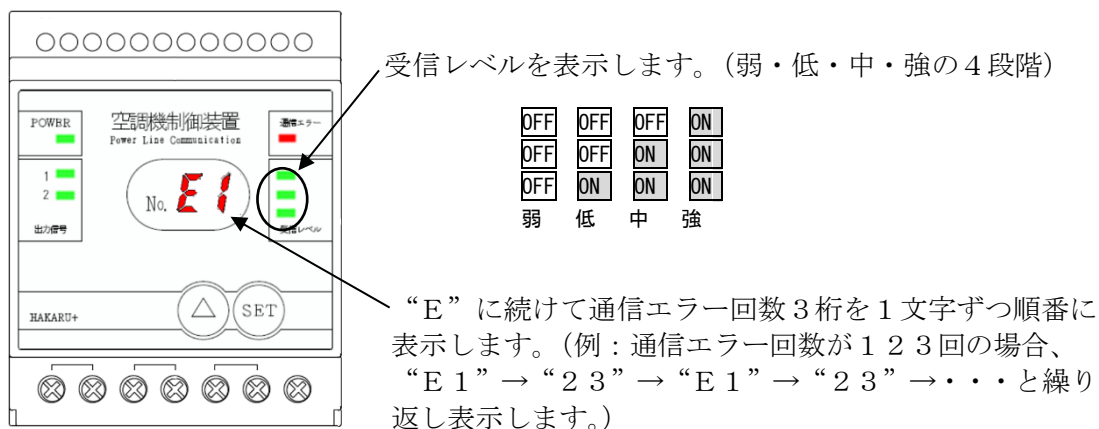 受信レベルを表示します。(弱・低・中・強の４段階)
OFF OFF OFF ON
OFF OFF ON ON
OFF ON ON ON
弱 低 中 強
POWER
空調機制御装置
Power Line Communication
通信エラー
1
2
No. E1
出力信号
受信レベル
HAKARU+
△ SET
“Ｅ”に続けて通信エラー回数３桁を１文字ずつ順番に
表示します。(例：通信エラー回数が１２３回の場合、
“Ｅ１”→“２３”→“Ｅ１”→“２３”→・・・と繰り
返し表示します。)